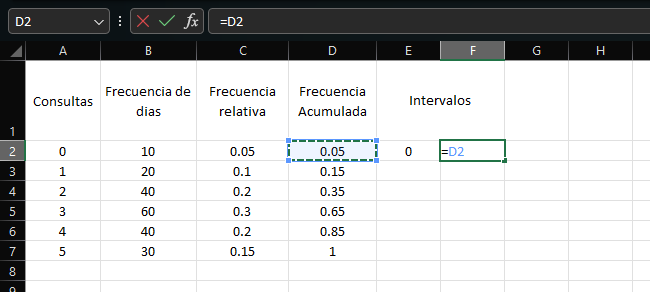 D2 fx =D2
A B C D E F G H
1 Consultas Frecuencia de dias Frecuencia relativa Frecuencia Acumulada Intervalos
2 0 10 0.05 0.05 0 =D2
3 1 20 0.1 0.15
4 2 40 0.2 0.35
5 3 60 0.3 0.65
6 4 40 0.2 0.85
7 5 30 0.15 1
8
9